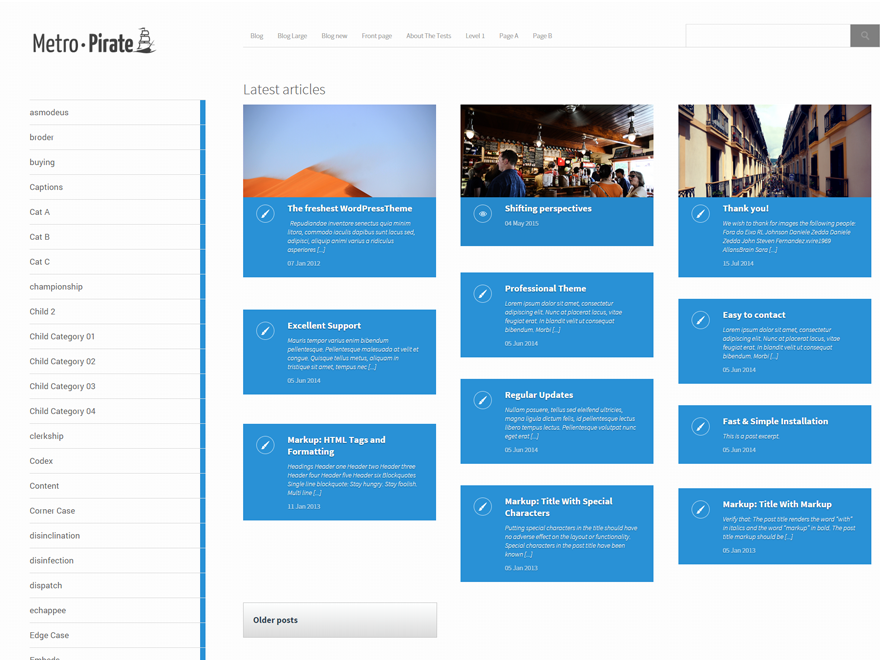 Metro • Pirate
Blog Blog Large Blog new Front page About The Tests Level 1 Page A Page B
asmodeus
broder
buying
Captions
Cat A
Cat B
Cat C
championship
Child 2
Child Category 01
Child Category 02
Child Category 03
Child Category 04
clerkship
Codex
Content
Corner Case
disinclination
disinfection
dispatch
echappee
Edge Case
Embeds
Latest articles
The freshest WordPressTheme
Repudiandae inventore senectus quia minim
litora, commodo iaculis dapibus sunt lacus sed,
adipisci, aliquip animi varius a ridiculus
asperiores [...]
07 Jan 2012
Excellent Support
Mauris tempor varius enim bibendum
pellentesque. Pellentesque malesuada at velit et
congue. Quisque tellus metus, aliquam in
tristique sit amet, tempus nec [...]
05 Jun 2014
Markup: HTML Tags and
Formatting
Headings Header one Header two Header three
Header four Header five Header six Blockquotes
Single line blockquote: Stay hungry. Stay foolish.
Multi line [...]
11 Jan 2013
Shifting perspectives
04 May 2015
Professional Theme
Lorem ipsum dolor sit amet, consectetur
adipiscing elit. Nunc at placerat lacus, vitae
fringilla erat. In blandit velit ut consequat
bibendum. Morbi [...]
05 Jun 2014
Regular Updates
Nullam posuere, tellus sed eleifend ultricies,
magna ligula dictum felis, id pellentesque lectus
libero tempus lectus. Pellentesque volutpat nunc
eget erat [...]
05 Jun 2014
Markup: Title With Special
Characters
Putting special characters in the title should have
no adverse effect on the layout or functionality.
Special characters in the post title have been
known [...]
05 Jan 2013
Thank you!
We wish to thank for images the following people:
Fora do Eixo RL Johnson Daniele Zedda Daniele
Zedda John Steven Fernandez xvire1969
AllonsBrain Sara [...]
15 Jul 2014
Easy to contact
Lorem ipsum dolor sit amet, consectetur
adipiscing elit. Nunc at placerat lacus, vitae
fringilla erat. In blandit velit ut consequat
bibendum. Morbi [...]
05 Jun 2014
Fast & Simple Installation
This is a post excerpt.
05 Jun 2014
Markup: Title With Markup
Verify that: The post title renders the word "with"
in italics and the word "markup" in bold. The post
title markup should be [...]
05 Jan 2013
Older posts